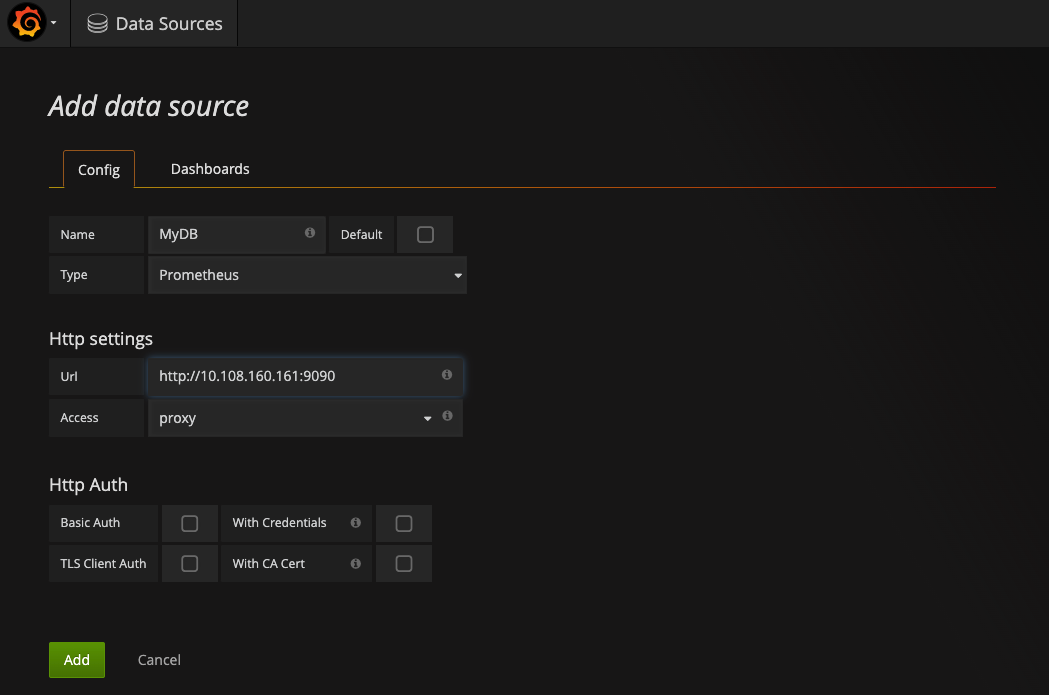 Data Sources
Add data source
Config Dashboards
Name MyDB Default
Type Prometheus
Http settings
Url http://10.108.160.161:9090
Access proxy
Http Auth
Basic Auth With Credentials
TLS Client Auth With CA Cert
Add Cancel